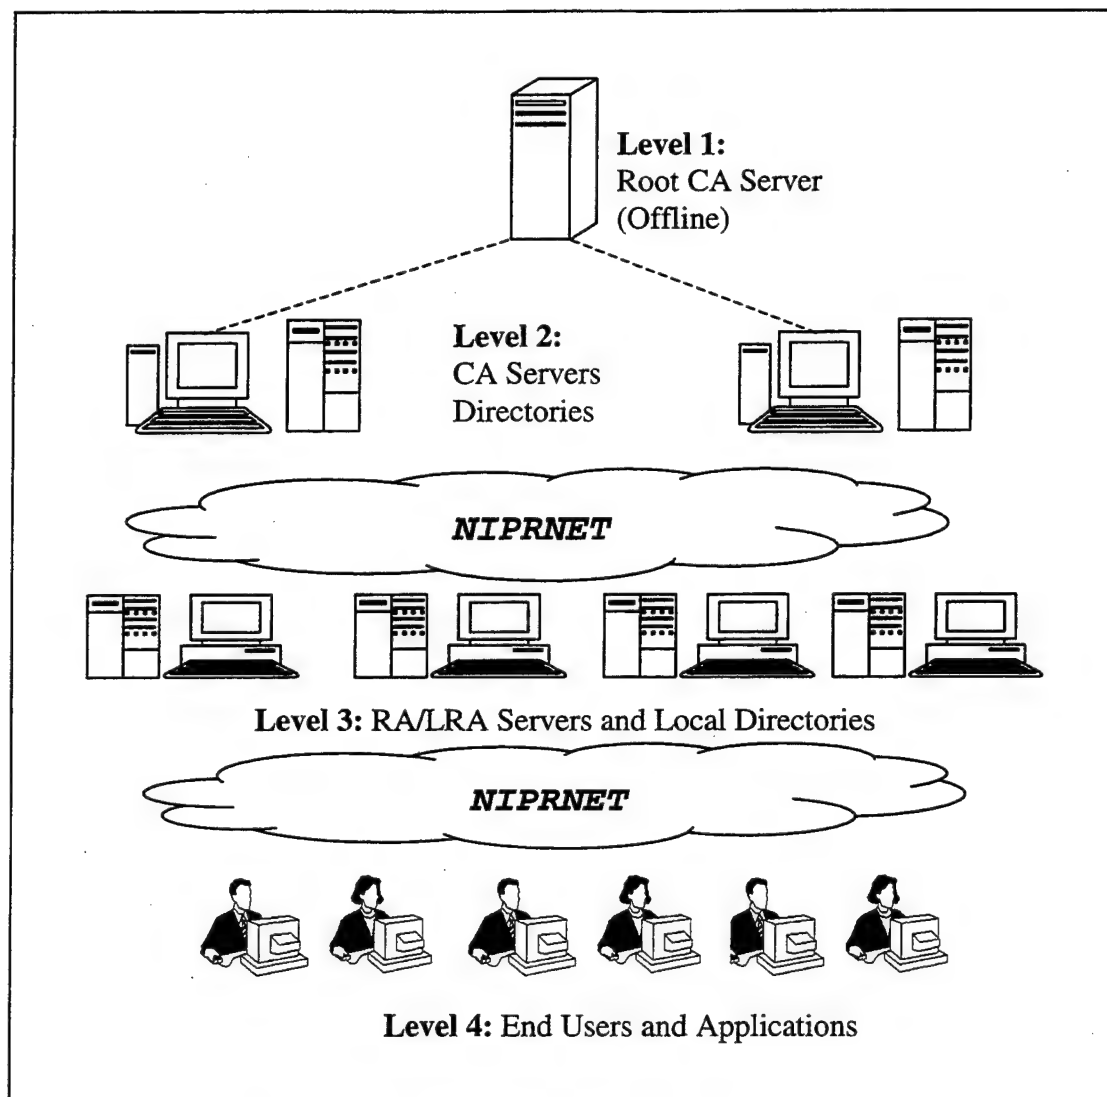 Level 1:
Root CA Server
(Offline)
Level 2:
CA Servers
Directories
NIPRNET
Level 3: RA/LRA Servers and Local Directories
NIPRNET
Level 4: End Users and Applications